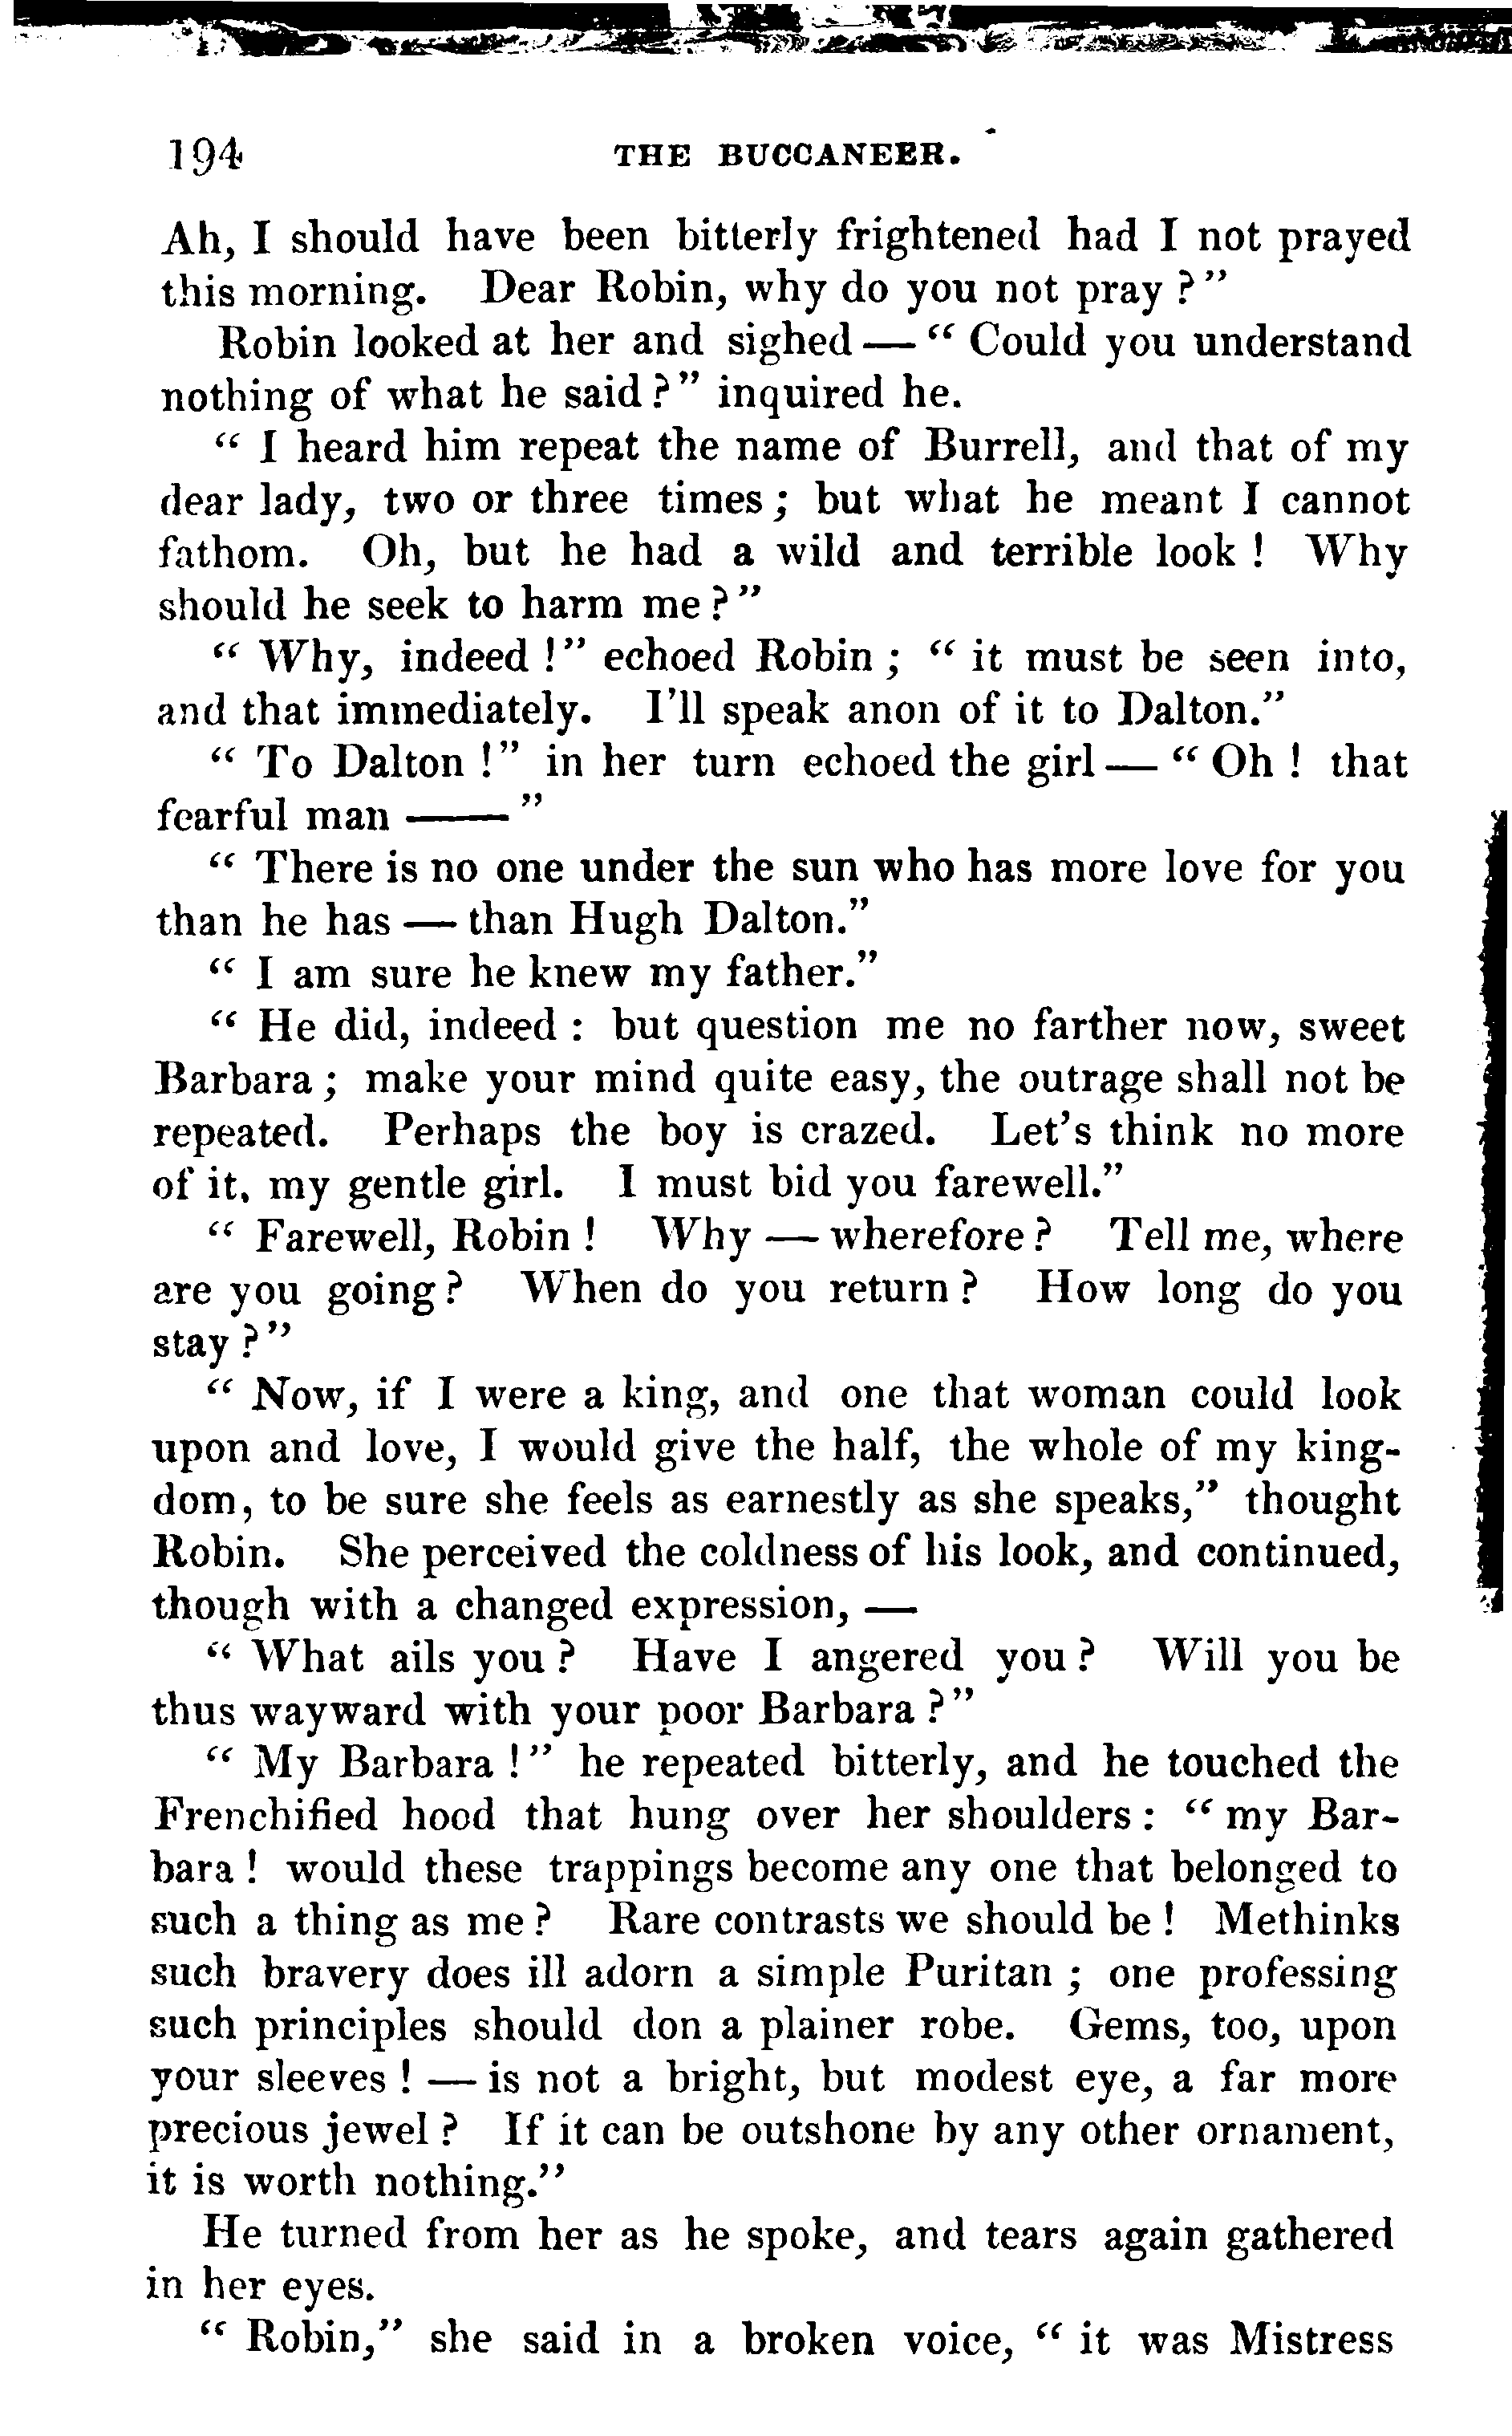 194 THE BUCCANEER.
Ah, I should have been bitterly frightened had I not prayed
this morning. Dear Robin, why do you not pray ?"
Robin looked at her and sighed — " Could you understand
nothing of what he said ?" inquired he.
" I heard him repeat the name of Burrell, and that of my
dear lady, two or three times ; but what he meant I cannot
fathom. Oh, but he had a wild and terrible look ! Why
should he seek to harm me ?"
" Why, indeed !" echoed Robin ; " it must be seen into,
and that immediately. I'll speak anon of it to Dalton."
" To Dalton !" in her turn echoed the girl — " Oh ! that
fearful man —— "
" There is no one under the sun who has more love for you
than he has — than Hugh Dalton."
" I am sure he knew my father."
" He did, indeed : but question me no farther now, sweet
Barbara ; make your mind quite easy, the outrage shall not be
repeated. Perhaps the boy is crazed. Let's think no more
of it, my gentle girl. I must bid you farewell."
" Farewell, Robin ! Why — wherefore ? Tell me, where
are you going ? When do you return ? How long do you
stay ?"
" Now, if I were a king, and one that woman could look
upon and love, I would give the half, the whole of my king-
dom, to be sure she feels as earnestly as she speaks," thought
Robin. She perceived the coldness of his look, and continued,
though with a changed expression, —
" What ails you ? Have I angered you ? Will you be
thus wayward with your poor Barbara ?"
" My Barbara !" he repeated bitterly, and he touched the
Frenchified hood that hung over her shoulders : " my Bar-
bara ! would these trappings become any one that belonged to
such a thing as me ? Rare contrasts we should be ! Methinks
such bravery does ill adorn a simple Puritan ; one professing
such principles should don a plainer robe. Gems, too, upon
your sleeves ! — is not a bright, but modest eye, a far more
precious jewel ? If it can be outshone by any other ornament,
it is worth nothing."
He turned from her as he spoke, and tears again gathered
in her eyes.
" Robin," she said in a broken voice, " it was Mistress